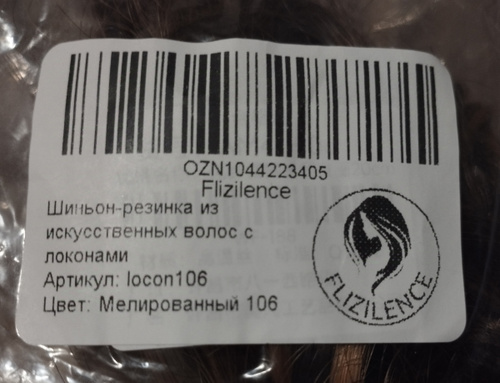 OZN1044223405
Flizilence
Шиньон-резинка из
искусственных волос с
локонами
Артикул: locon106
Цвет: Мелированный 106
FLIZILENCE